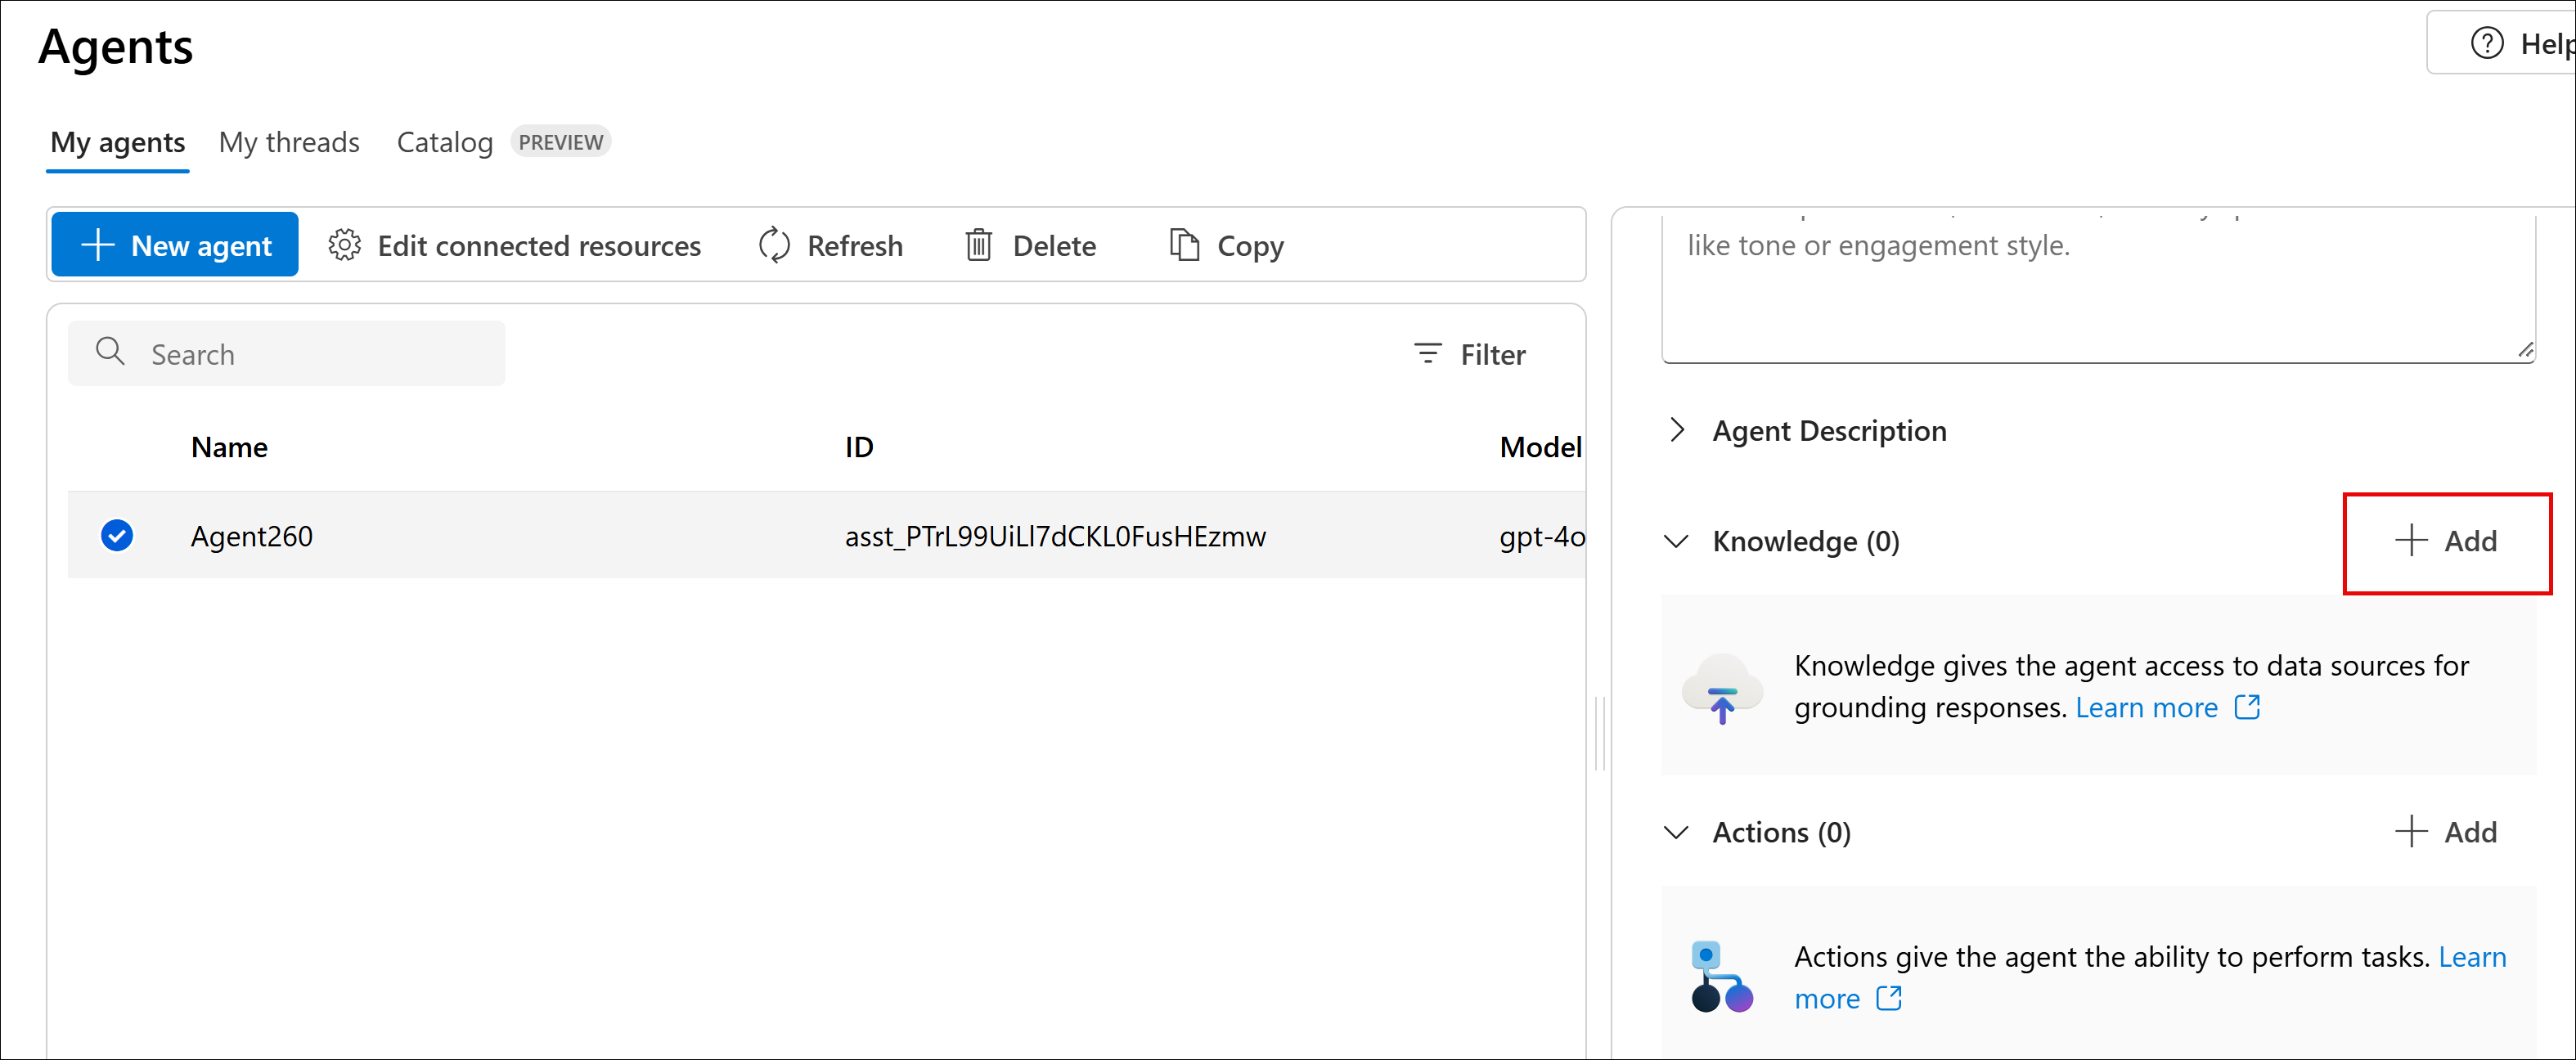 Agents
Help
My agents
My threads
Catalog
PREVIEW
New agent
Edit connected resources
Refresh
Delete
Copy
Search
Filter
Name
ID
Model
Agent260
asst_PTrL99UiLl7dCKL0FusHEzmw
gpt-4o
like tone or engagement style.
Agent Description
Knowledge (0)
Add
Knowledge gives the agent access to data sources for
grounding responses. Learn more
Actions (0)
Add
Actions give the agent the ability to perform tasks. Learn
more